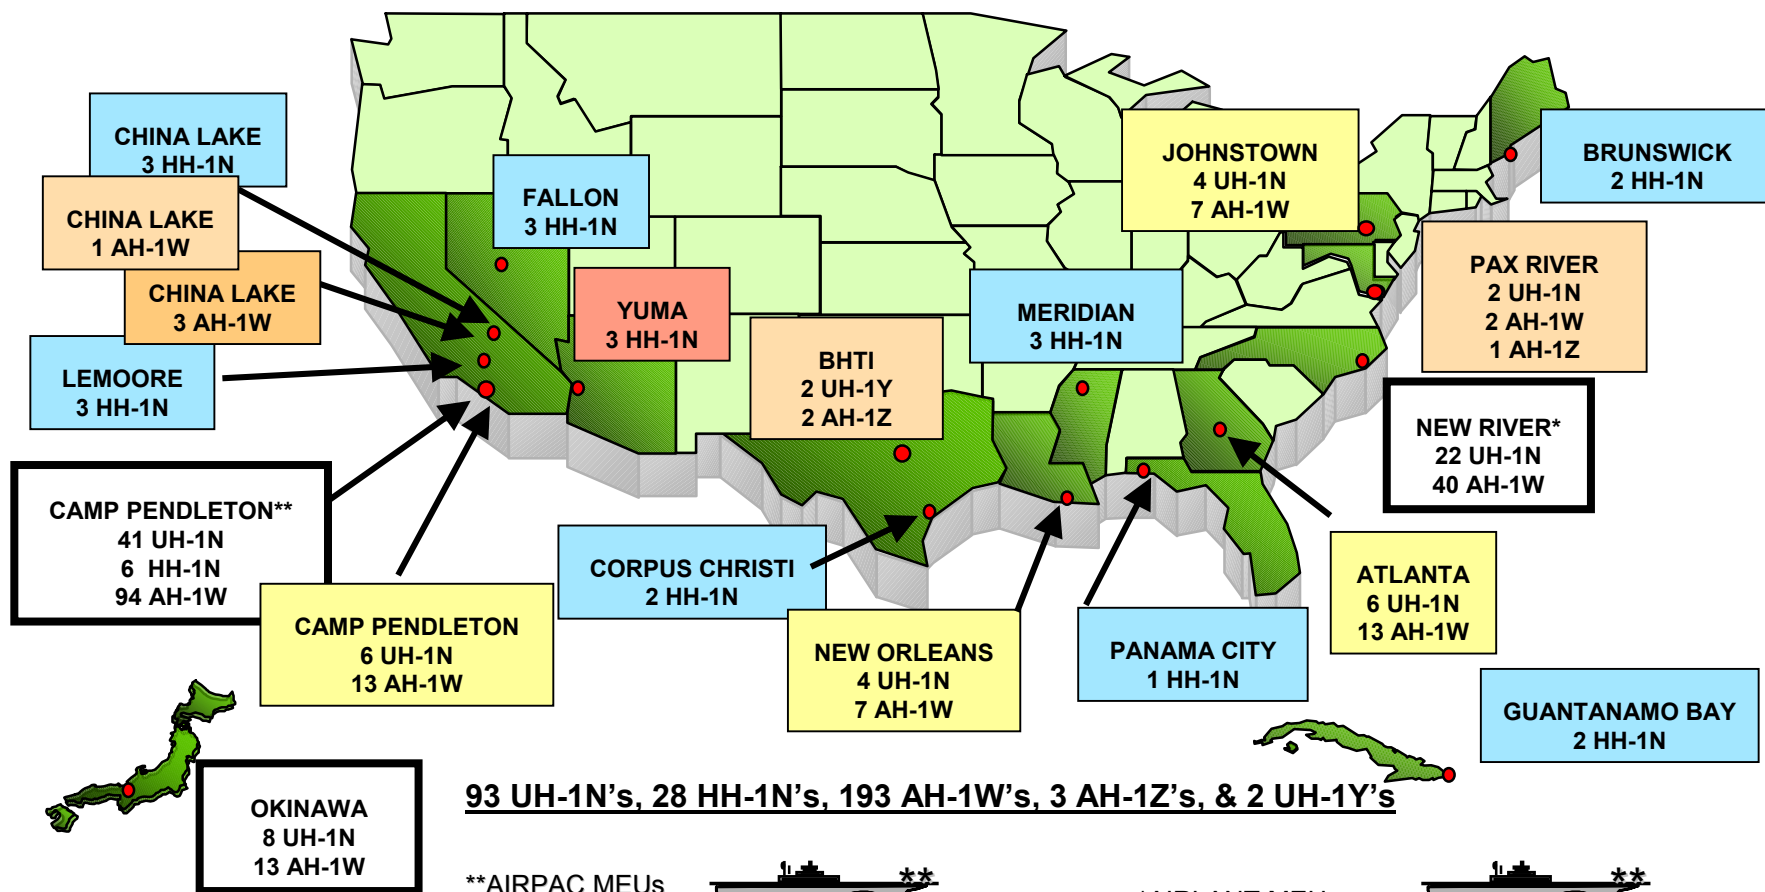 CHINA LAKE
3 HH-1N
CHINA LAKE
1 AH-1W
CHINA LAKE
3 AH-1W
LEMOORE
3 HH-1N
FALLON
3 HH-1N
YUMA
3 HH-1N
BHTI
2 UH-1Y
2 AH-1Z
MERIDIAN
3 HH-1N
JOHNSTOWN
4 UH-1N
7 AH-1W
BRUNSWICK
2 HH-1N
PAX RIVER
2 UH-1N
2 AH-1W
1 AH-1Z
NEW RIVER*
22 UH-1N
40 AH-1W
CAMP PENDLETON**
41 UH-1N
6 HH-1N
94 AH-1W
CAMP PENDLETON
6 UH-1N
13 AH-1W
CORPUS CHRISTI
2 HH-1N
NEW ORLEANS
4 UH-1N
7 AH-1W
PANAMA CITY
1 HH-1N
ATLANTA
6 UH-1N
13 AH-1W
GUANTANAMO BAY
2 HH-1N
OKINAWA
8 UH-1N
13 AH-1W
93 UH-1N's, 28 HH-1N's, 193 AH-1W's, 3 AH-1Z's, & 2 UH-1Y's
**AIRPAC MEUs
**
**